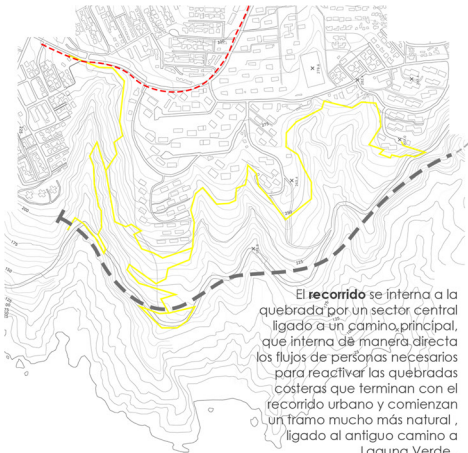 El recorrido se interna a la
quebrada por un sector central
ligado a un camino principal,
que interna de manera directa
los flujos de personas necesarios
para reactivar las quebradas
costeras que terminan con el
recorrido urbano y comienzan
un tramo mucho más natural ,
ligado al antiguo camino a
Laguna Verde